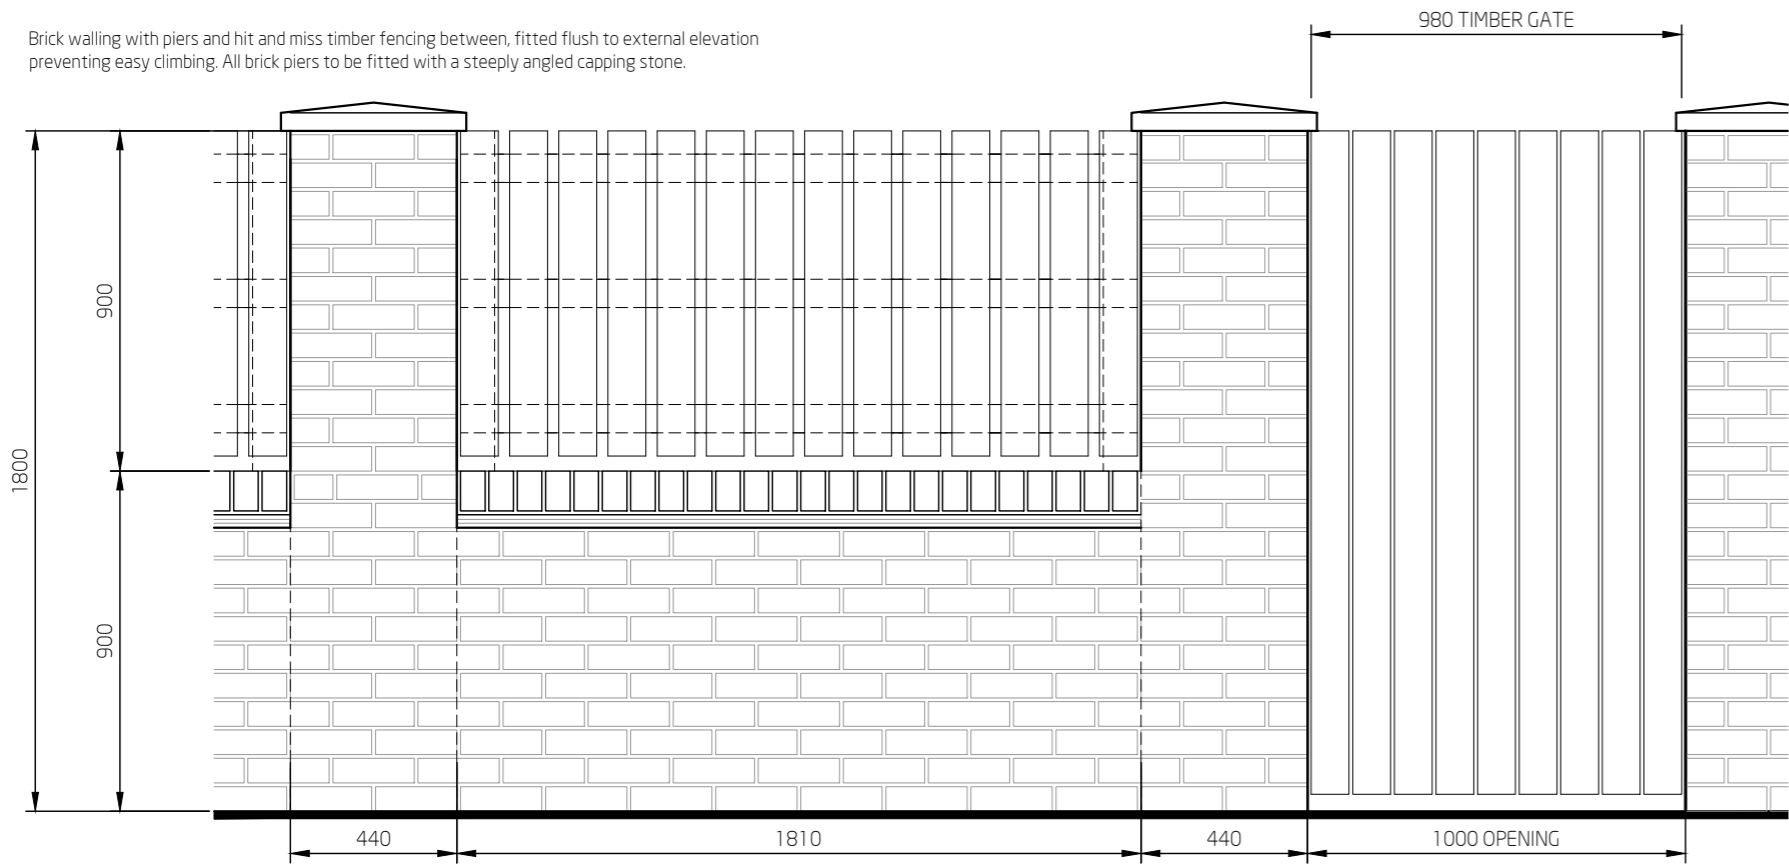 980 TIMBER GATE
Brick walling with piers and hit and miss timber fencing between, fitted flush to external elevation
preventing easy climbing. All brick piers to be fitted with a steeply angled capping stone.
900
1800
900
440
1810
440
1000 OPENING